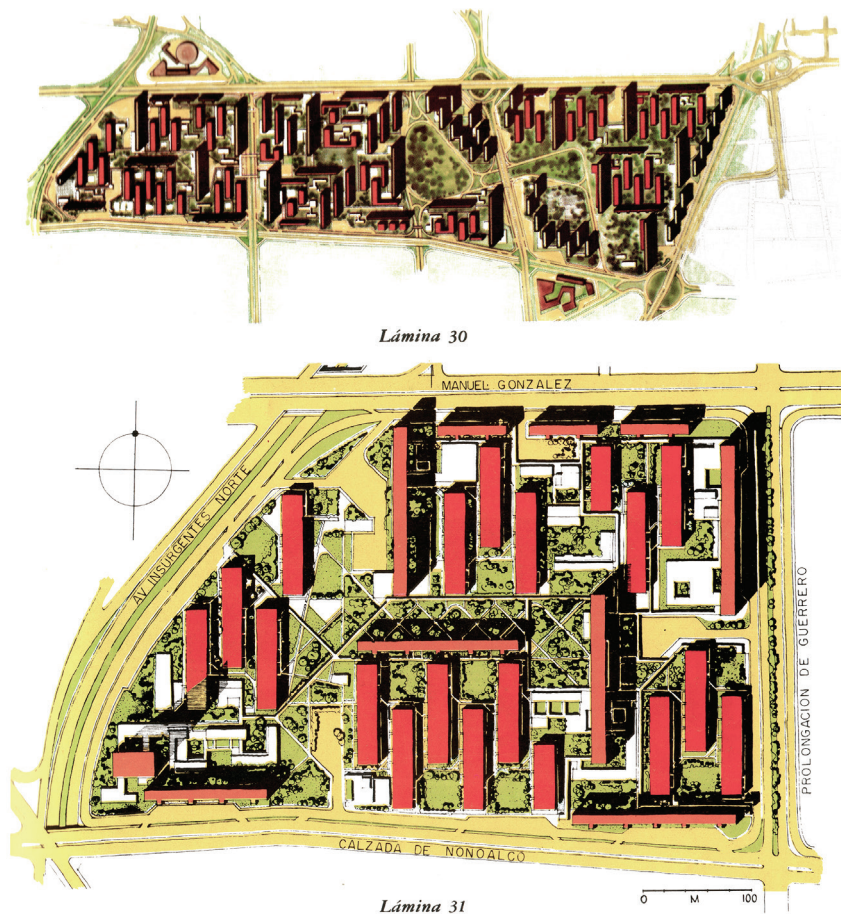 Lámina 30
MANUEL GONZALEZ
AV INSURGENTES NORTE
PROLONGACION DE GUERRERO
CALZADA DE NONOALCO
0 M 100
Lámina 31